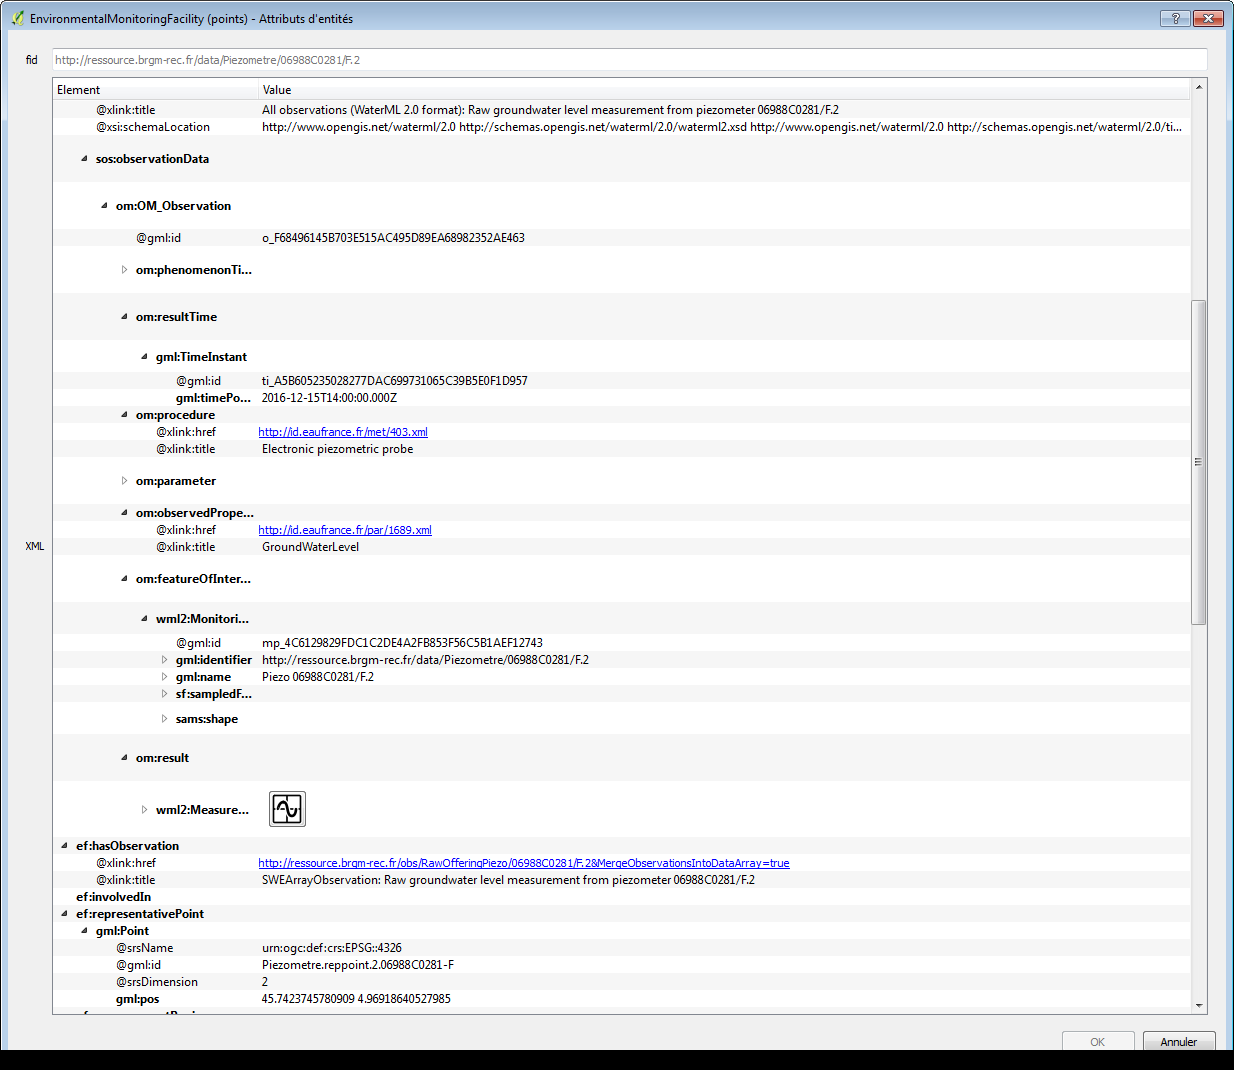 EnvironmentalMonitoringFacility (points) - Attributs d'entités
fid http://ressource.brgm-rec.fr/data/Piezometre/06988C0281/F.2
Element Value
@xlink:title All observations (WaterML 2.0 format): Raw groundwater level measurement from piezometer 06988C0281/F.2
@xsi:schemaLocation http://www.opengis.net/waterml/2.0 http://schemas.opengis.net/waterml/2.0/waterml2.xsd http://www.opengis.net/waterml/2.0 http://schemas.opengis.net/waterml/2.0/ti...
sos:observationData
om:OM_Observation
@gml:id o_F68496145B703E515AC495D89EA68982352AE463
om:phenomenonTi...
om:resultTime
gml:TimeInstant
@gml:id ti_A5B605235028277DAC699731065C39B5E0F1D957
gml:timePo... 2016-12-15T14:00:00.000Z
om:procedure
@xlink:href http://id.eaufrance.fr/met/403.xml
@xlink:title Electronic piezometric probe
om:parameter
om:observedPrope...
@xlink:href http://id.eaufrance.fr/par/1689.xml
XML
@xlink:title GroundWaterLevel
om:featureOfInter...
wml2:Monitori...
@gml:id mp_4C6129829FDC1C2DE4A2FB853F56C5B1AEF12743
gml:identifier http://ressource.brgm-rec.fr/data/Piezometre/06988C0281/F.2
gml:name Piezo 06988C0281/F.2
sf:sampledF...
sams:shape
om:result
wml2:Measure...
ef:hasObservation
@xlink:href http://ressource.brgm-rec.fr/obs/RawOfferingPiezo/06988C0281/F.2&MergeObservationsIntoDataArray=true
@xlink:title SWEArrayObservation: Raw groundwater level measurement from piezometer 06988C0281/F.2
ef:involvedIn
ef:representativePoint
gml:Point
@srsName urn:ogc:def:crs:EPSG::4326
@gml:id Piezometre.reppoint.2.06988C0281-F
@srsDimension 2
gml:pos 45.7423745780909 4.96918640527985
OK Annuler